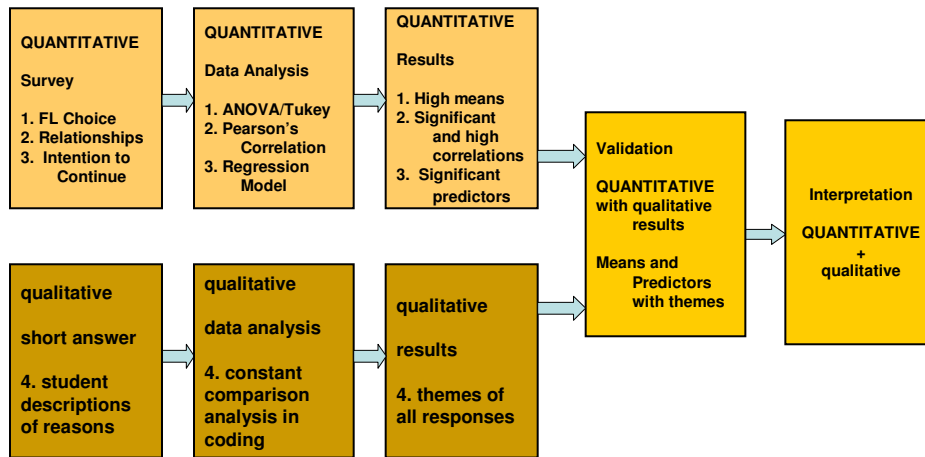 QUANTITATIVE
Survey
1. FL Choice
2. Relationships
3. Intention to
Continue
QUANTITATIVE
Data Analysis
1. ANOVA/Tukey
2. Pearson's
Correlation
3. Regression
Model
QUANTITATIVE
Results
1. High means
2. Significant
and high
correlations
3. Significant
predictors
qualitative
short answer
4. student
descriptions
of reasons
qualitative
data analysis
4. constant
comparison
analysis in
coding
qualitative
results
4. themes of
all responses
Validation
QUANTITATIVE
with qualitative
results
Means and
Predictors
with themes
Interpretation
QUANTITATIVE
+
qualitative